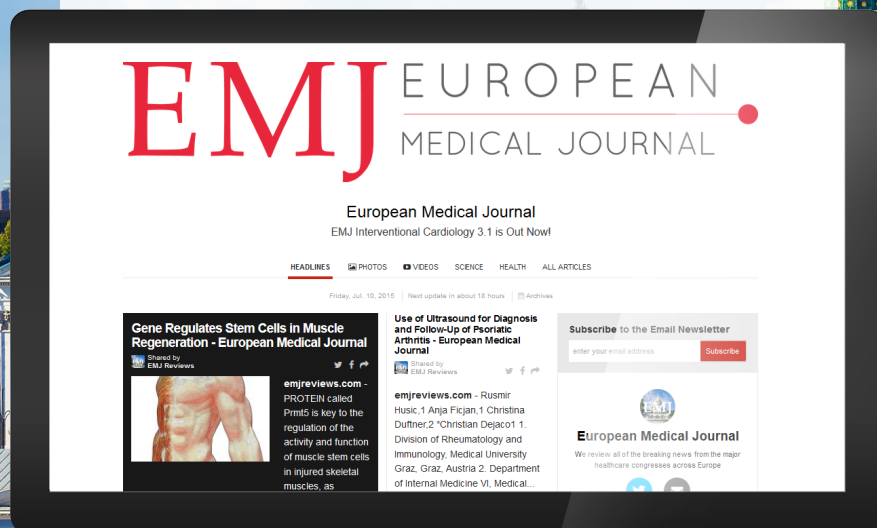 EMJ
EUROPEAN
MEDICAL JOURNAL
European Medical Journal
EMJ Interventional Cardiology 3.1 is Out Now!
HEADLINES PHOTOS VIDEOS SCIENCE HEALTH ALL ARTICLES
Friday, Jul. 10, 2015 Next update in about 16 hours Archives
Gene Regulates Stem Cells in Muscle
Regeneration - European Medical Journal
Shared by
EMJ Reviews
emjreviews.com -
PROTEIN called
Prmt5 is key to the
regulation of the
activity and function
of muscle stem cells
in injured skeletal
muscles, as
Use of Ultrasound for Diagnosis
and Follow-Up of Psoriatic
Arthritis - European Medical
Journal
Shared by
EMJ Reviews
emjreviews.com - Rusmir
Husic,1 Anja Ficjan,1 Christina
Duftner,2 *Christian Dejaco1 1.
Division of Rheumatology and
Immunology, Medical University
Graz, Graz, Austria 2. Department
of Internal Medicine VI, Medical...
Subscribe to the Email Newsletter
enter your email address
Subscribe
EMJ
European Medical Journal
We review all of the breaking news from the major
healthcare congresses across Europe